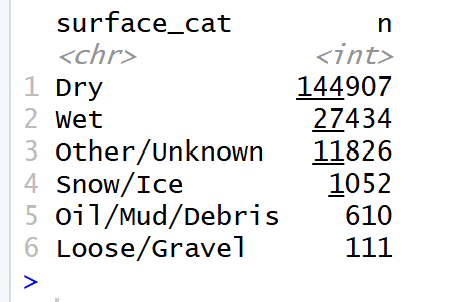 surface_cat n
<chr> <int>
1 Dry 144907
2 Wet 27434
3 Other/Unknown 11826
4 Snow/Ice 1052
5 Oil/Mud/Debris 610
6 Loose/Gravel 111
>